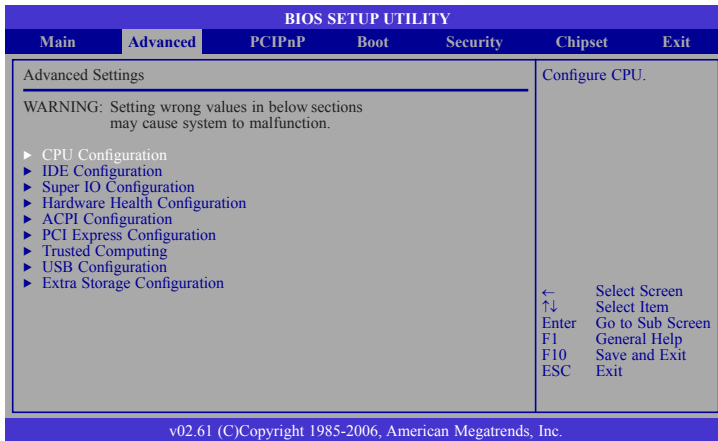 BIOS SETUP UTILITY
Main Advanced PCIPnP Boot Security Chipset Exit
Advanced Settings
WARNING: Setting wrong values in below sections
may cause system to malfunction.
► CPU Configuration
► IDE Configuration
► Super IO Configuration
► Hardware Health Configuration
► ACPI Configuration
► PCI Express Configuration
► Trusted Computing
► USB Configuration
► Extra Storage Configuration
Configure CPU.
← Select Screen
↑↓ Select Item
Enter Go to Sub Screen
F1 General Help
F10 Save and Exit
ESC Exit
v02.61 (C)Copyright 1985-2006, American Megatrends, Inc.